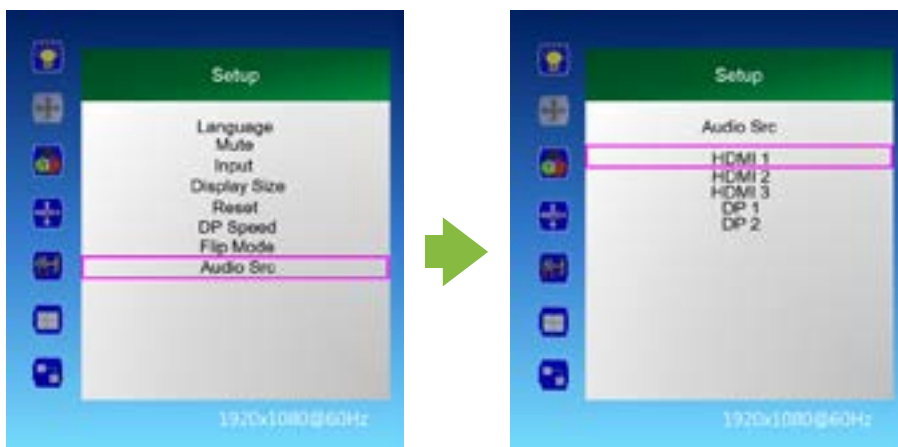 Setup
Language
Mute
Input
Display Size
Reset
DP Speed
Flip Mode
Audio Src
1920x1080@60Hz
Setup
Audio Src
HDMI 1
HDMI 2
HDMI 3
DP 1
DP 2
1920x1080@60Hz